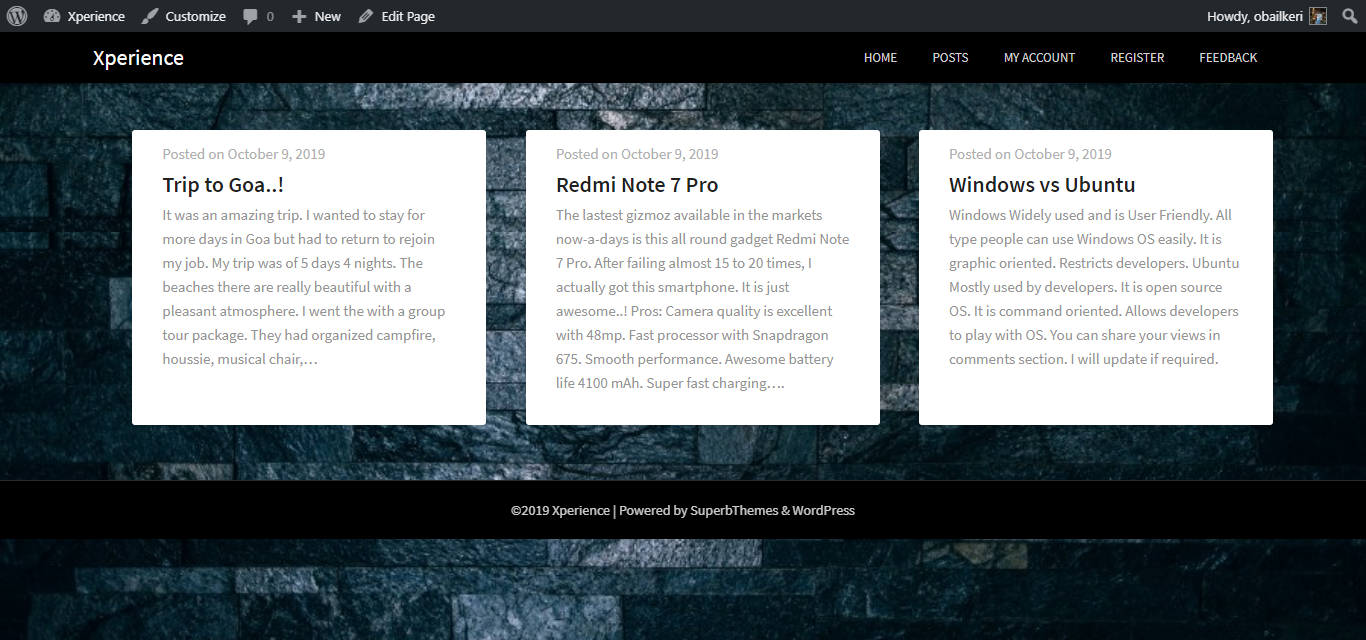 Xperience Customize 0 New Edit Page Howdy, obailkeri
Xperience HOME POSTS MY ACCOUNT REGISTER FEEDBACK
Posted on October 9, 2019
Trip to Goa..!
It was an amazing trip. I wanted to stay for
more days in Goa but had to return to rejoin
my job. My trip was of 5 days 4 nights. The
beaches there are really beautiful with a
pleasant atmosphere. I went the with a group
tour package. They had organized campfire,
houssie, musical chair,…
Posted on October 9, 2019
Redmi Note 7 Pro
The lastest gizmoz available in the markets
now-a-days is this all round gadget Redmi Note
7 Pro. After failing almost 15 to 20 times, I
actually got this smartphone. It is just
awesome..! Pros: Camera quality is excellent
with 48mp. Fast processor with Snapdragon
675. Smooth performance. Awesome battery
life 4100 mAh. Super fast charging.…
Posted on October 9, 2019
Windows vs Ubuntu
Windows Widely used and is User Friendly. All
type people can use Windows OS easily. It is
graphic oriented. Restricts developers. Ubuntu
Mostly used by developers. It is open source
OS. It is command oriented. Allows developers
to play with OS. You can share your views in
comments section. I will update if required.
©2019 Xperience | Powered by SuperbThemes & WordPress